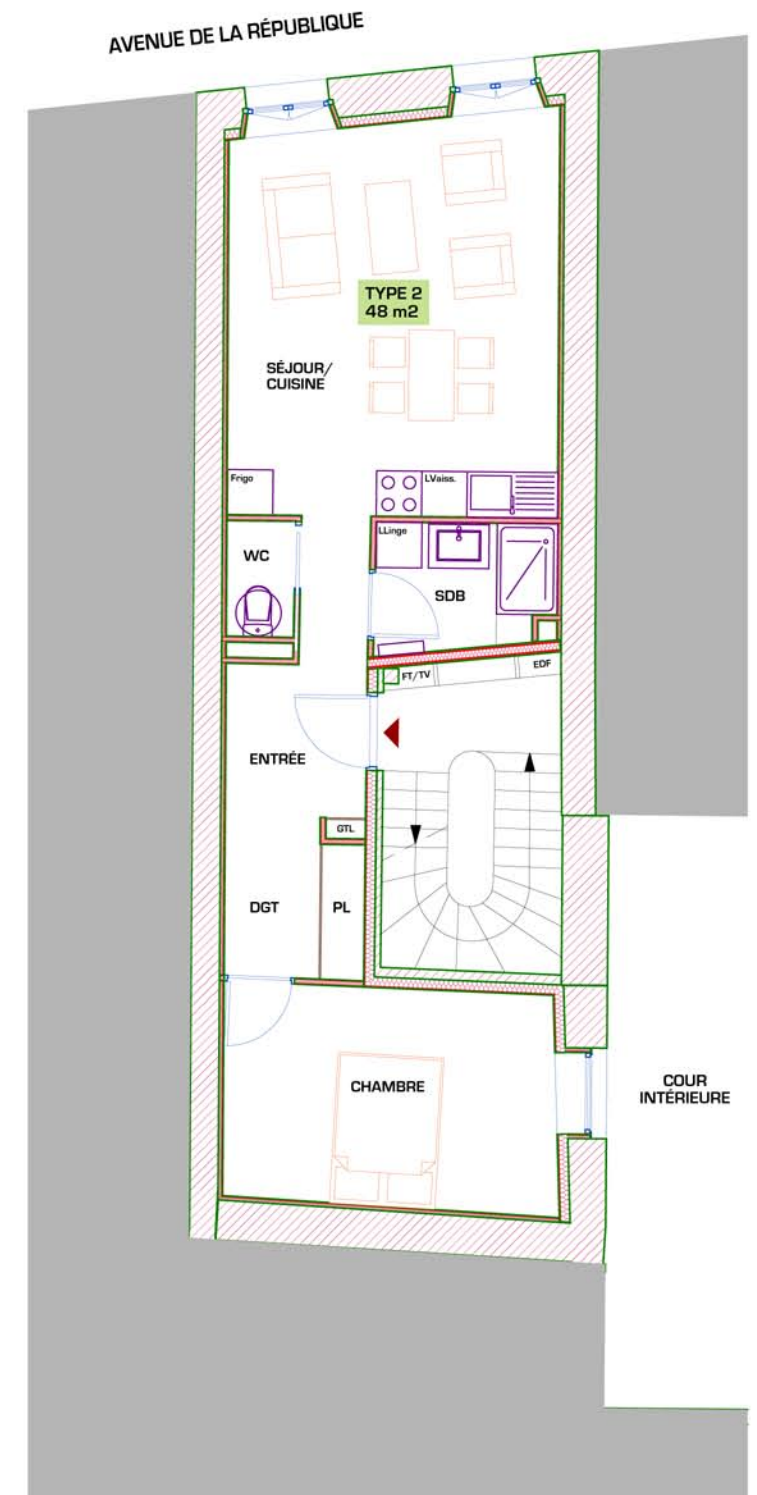 AVENUE DE LA RÉPUBLIQUE
TYPE 2
48 m2
SÉJOUR/
CUISINE
Frigo
LVaiss.
WC
LLinge
SDB
FT/TV
EDF
ENTRÉE
GTL
DGT
PL
CHAMBRE
COUR
INTÉRIEURE